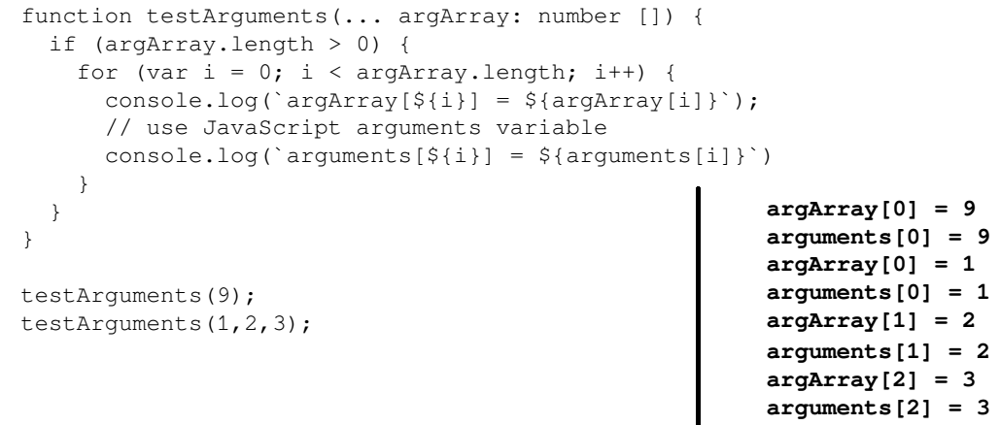 function testArguments(... argArray: number []) {
  if (argArray.length > 0) {
    for (var i = 0; i < argArray.length; i++) {
      console.log(`argArray[${i}] = ${argArray[i]}`);
      // use JavaScript arguments variable
      console.log(`arguments[${i}] = ${arguments[i]}`)
    }
  }
}
testArguments(9);
testArguments(1,2,3);
argArray[0] = 9
arguments[0] = 9
argArray[0] = 1
arguments[0] = 1
argArray[1] = 2
arguments[1] = 2
argArray[2] = 3
arguments[2] = 3